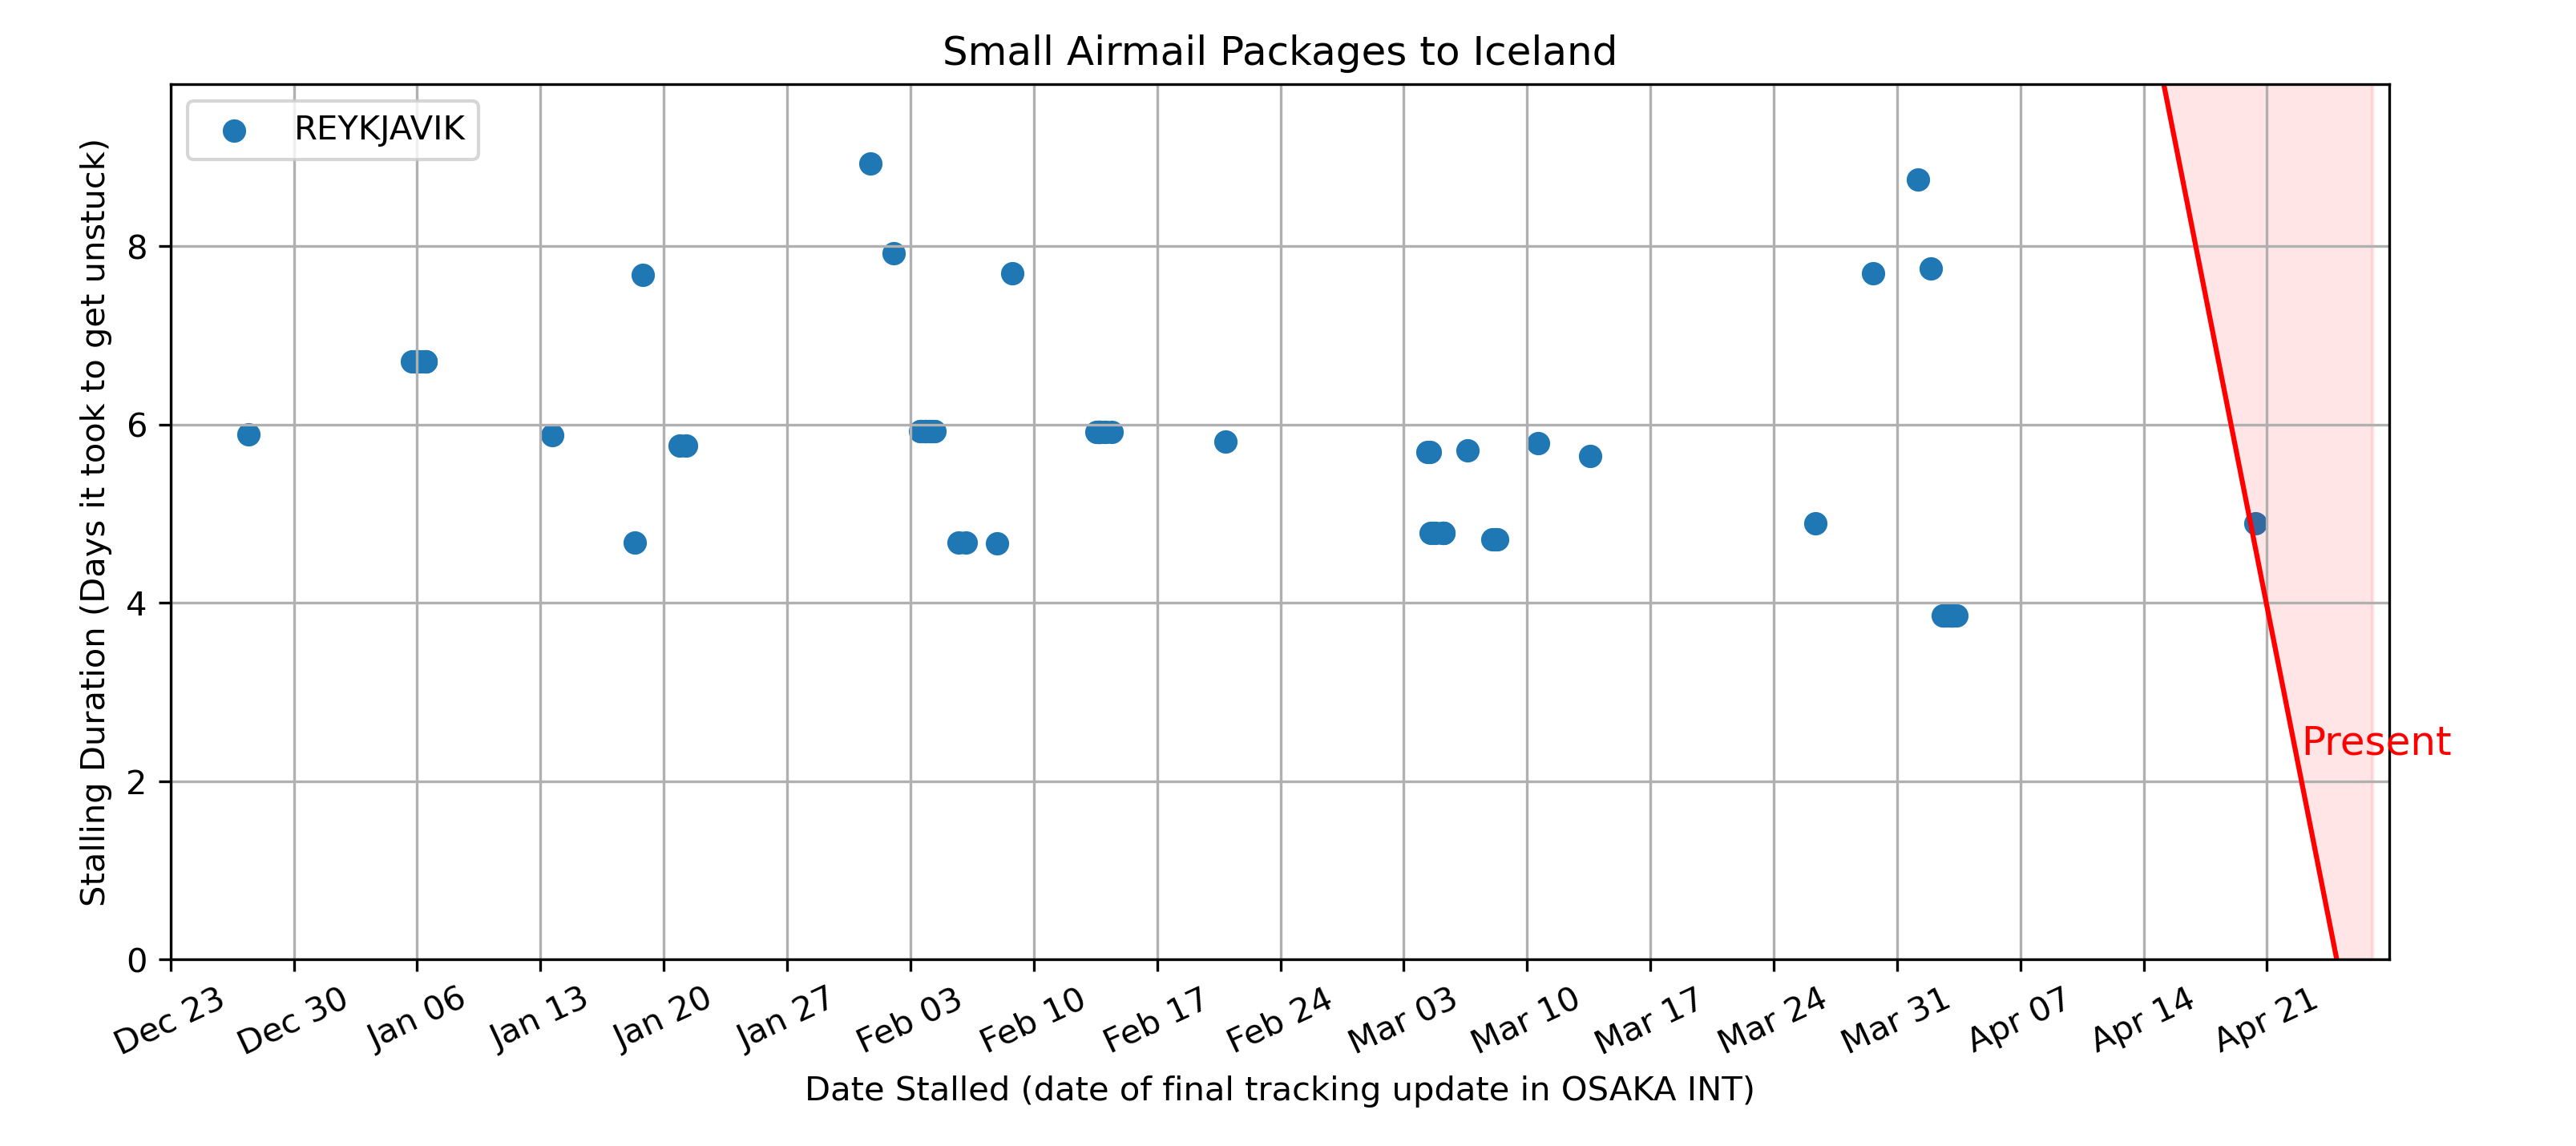 Small Airmail Packages to Iceland
REYKJAVIK
Stalling Duration (Days it took to get unstuck)
8
6
4
2
0
Present
Dec 23
Dec 30
Jan 06
Jan 13
Jan 20
Jan 27
Feb 03
Feb 10
Feb 17
Feb 24
Mar 03
Mar 10
Mar 17
Mar 24
Mar 31
Apr 07
Apr 14
Apr 21
Date Stalled (date of final tracking update in OSAKA INT)